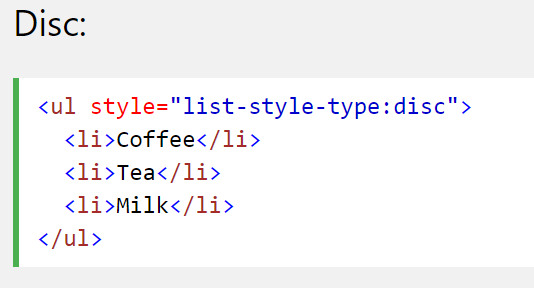 Disc:
<ul style="list-style-type:disc">
  <li>Coffee</li>
  <li>Tea</li>
  <li>Milk</li>
</ul>